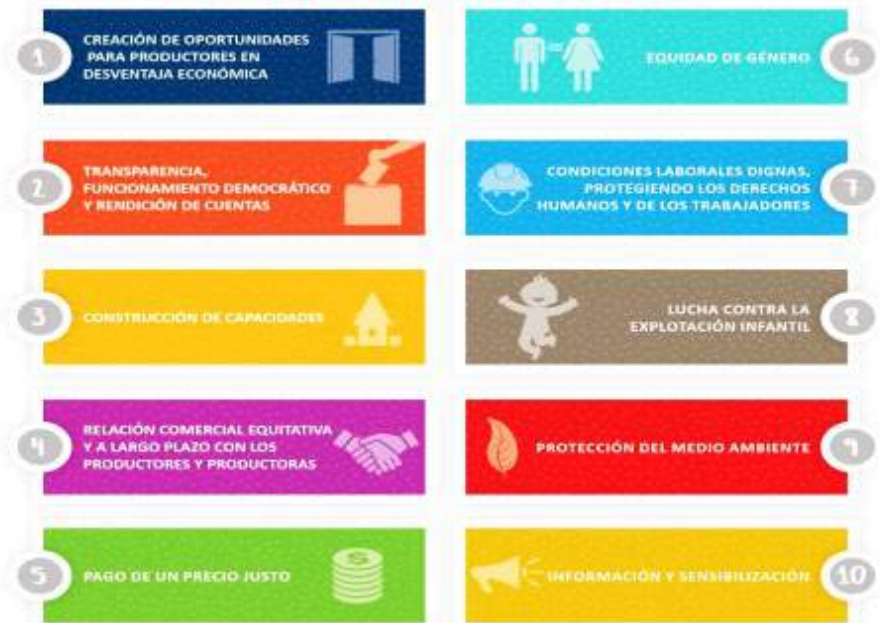 1
CREACIÓN DE OPORTUNIDADES
PARA PRODUCTORES EN
DESVENTAJA ECONÓMICA
2
TRANSPARENCIA,
FUNCIONAMIENTO DEMOCRÁTICO
Y RENDICIÓN DE CUENTAS
3
CONSTRUCCIÓN DE CAPACIDADES
4
RELACIÓN COMERCIAL EQUITATIVA
Y A LARGO PLAZO CON LOS
PRODUCTORES Y PRODUCTORAS
5
PAGO DE UN PRECIO JUSTO
$
EQUIDAD DE GÉNERO
6
CONDICIONES LABORALES DIGNAS,
PROTEGIENDO LOS DERECHOS
HUMANOS Y DE LOS TRABAJADORES
7
LUCHA CONTRA LA
EXPLOTACIÓN INFANTIL
8
PROTECCIÓN DEL MEDIO AMBIENTE
9
INFORMACIÓN Y SENSIBILIZACIÓN
10